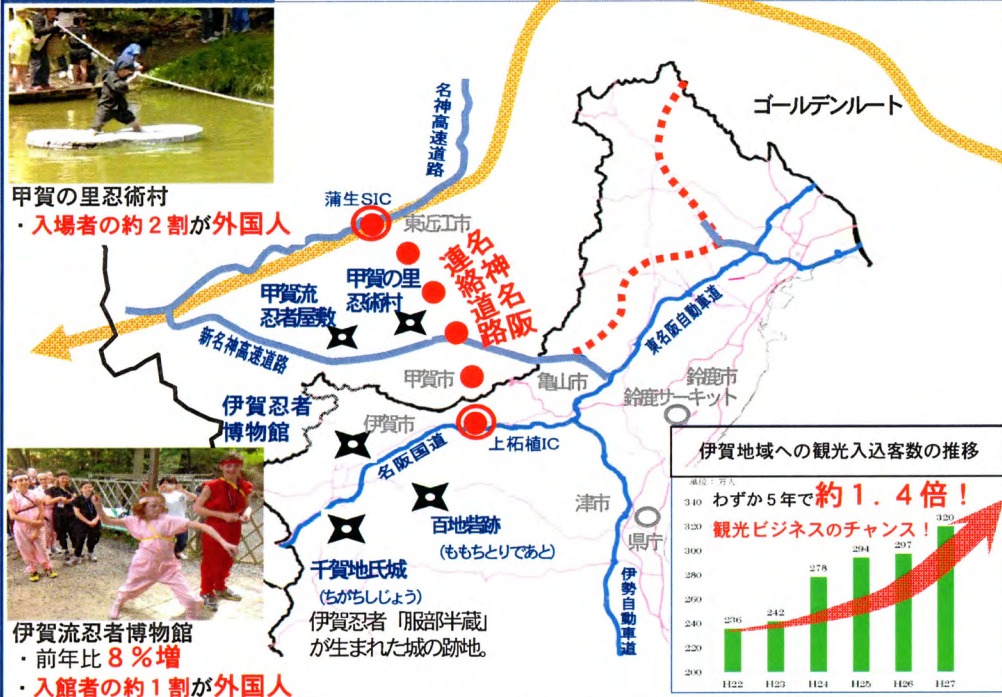 甲賀の里忍術村
・入場者の約2割が外国人
名神高速道路
ゴールデンルート
蒲生SIC
東近江市
名神名阪
連絡道路
甲賀の里
忍術村
甲賀流
忍者屋敷
新名神高速道路
東名阪自動車道
甲賀市
亀山市
鈴鹿市
鈴鹿サーキット
伊賀忍者
博物館
伊賀市
名阪国道
上柘植IC
百地砦跡
(ももちとりであと)
千賀地氏城
(ちがちしじょう)
伊賀忍者「服部半蔵」
が生まれた城の跡地。
津市
県庁
伊勢自動車道
伊賀流忍者博物館
・前年比8%増
・入館者の約1割が外国人
伊賀地域への観光入込客数の推移
単位:万人
わずか5年で約1.4倍!
観光ビジネスのチャンス!
340
320
300
280
260
240
220
200
236
242
278
294
297
320
H22
H23
H24
H25
H26
H27